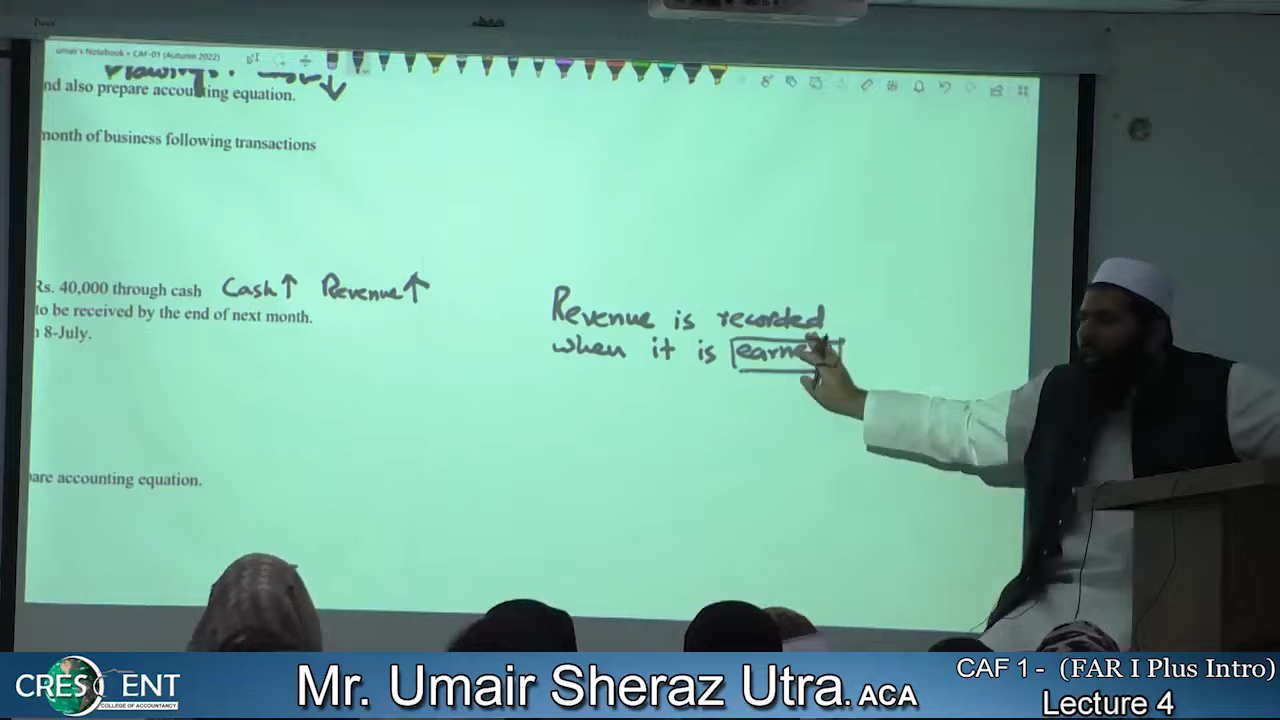 umair's Notebook » CAF-01 (Autumn 2022)
Drawings.
nd also prepare accounting equation.
month of business following transactions
Rs. 40,000 through cash Cash↑ Revenue↑
to be received by the end of next month.
8-July.
Revenue is recorded
when it is
pare accounting equation.
CRESCENT
COLLEGE OF ACCOUNTANCY
Mr. Umair Sheraz Utra. ACA
CAF 1 - (FAR I Plus Intro)
Lecture 4